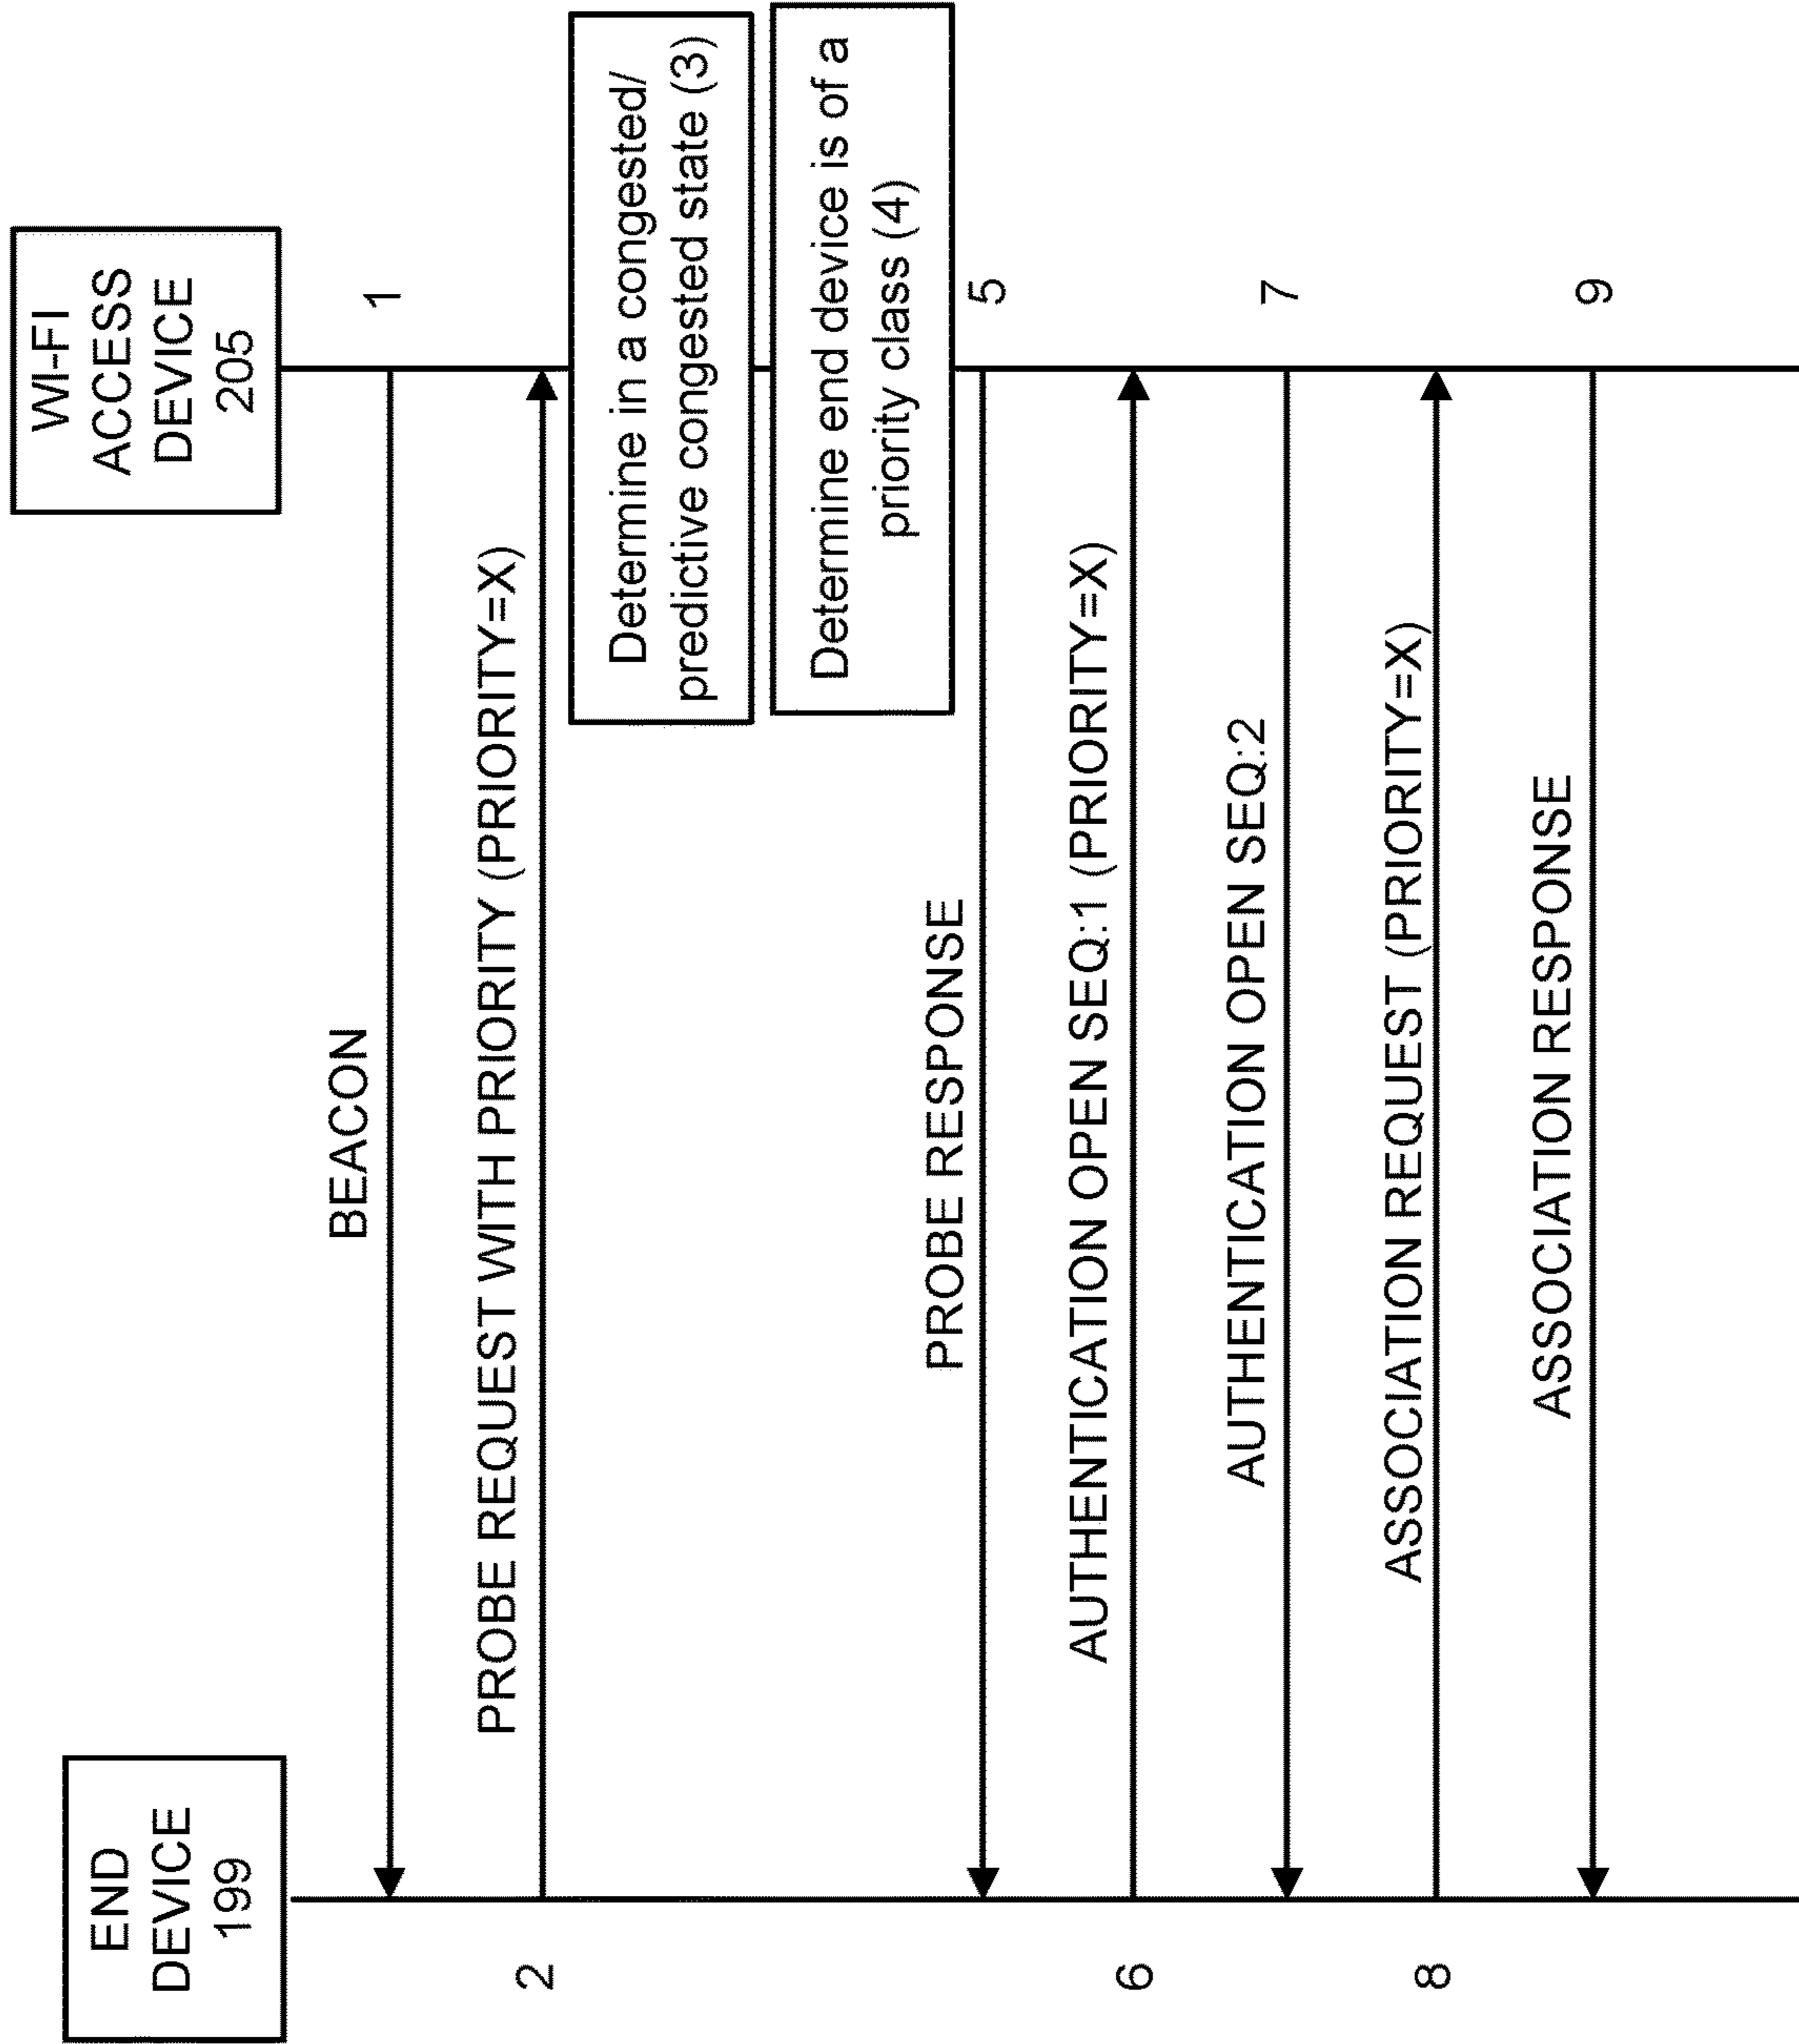 END
DEVICE
199
WI-FI
ACCESS
DEVICE
205
BEACON
1
2
PROBE REQUEST WITH PRIORITY (PRIORITY=X)
Determine in a congested/
predictive congested state (3)
Determine end device is of a
priority class (4)
PROBE RESPONSE
5
6
AUTHENTICATION OPEN SEQ:1 (PRIORITY=X)
AUTHENTICATION OPEN SEQ:2
7
8
ASSOCIATION REQUEST (PRIORITY=X)
ASSOCIATION RESPONSE
9